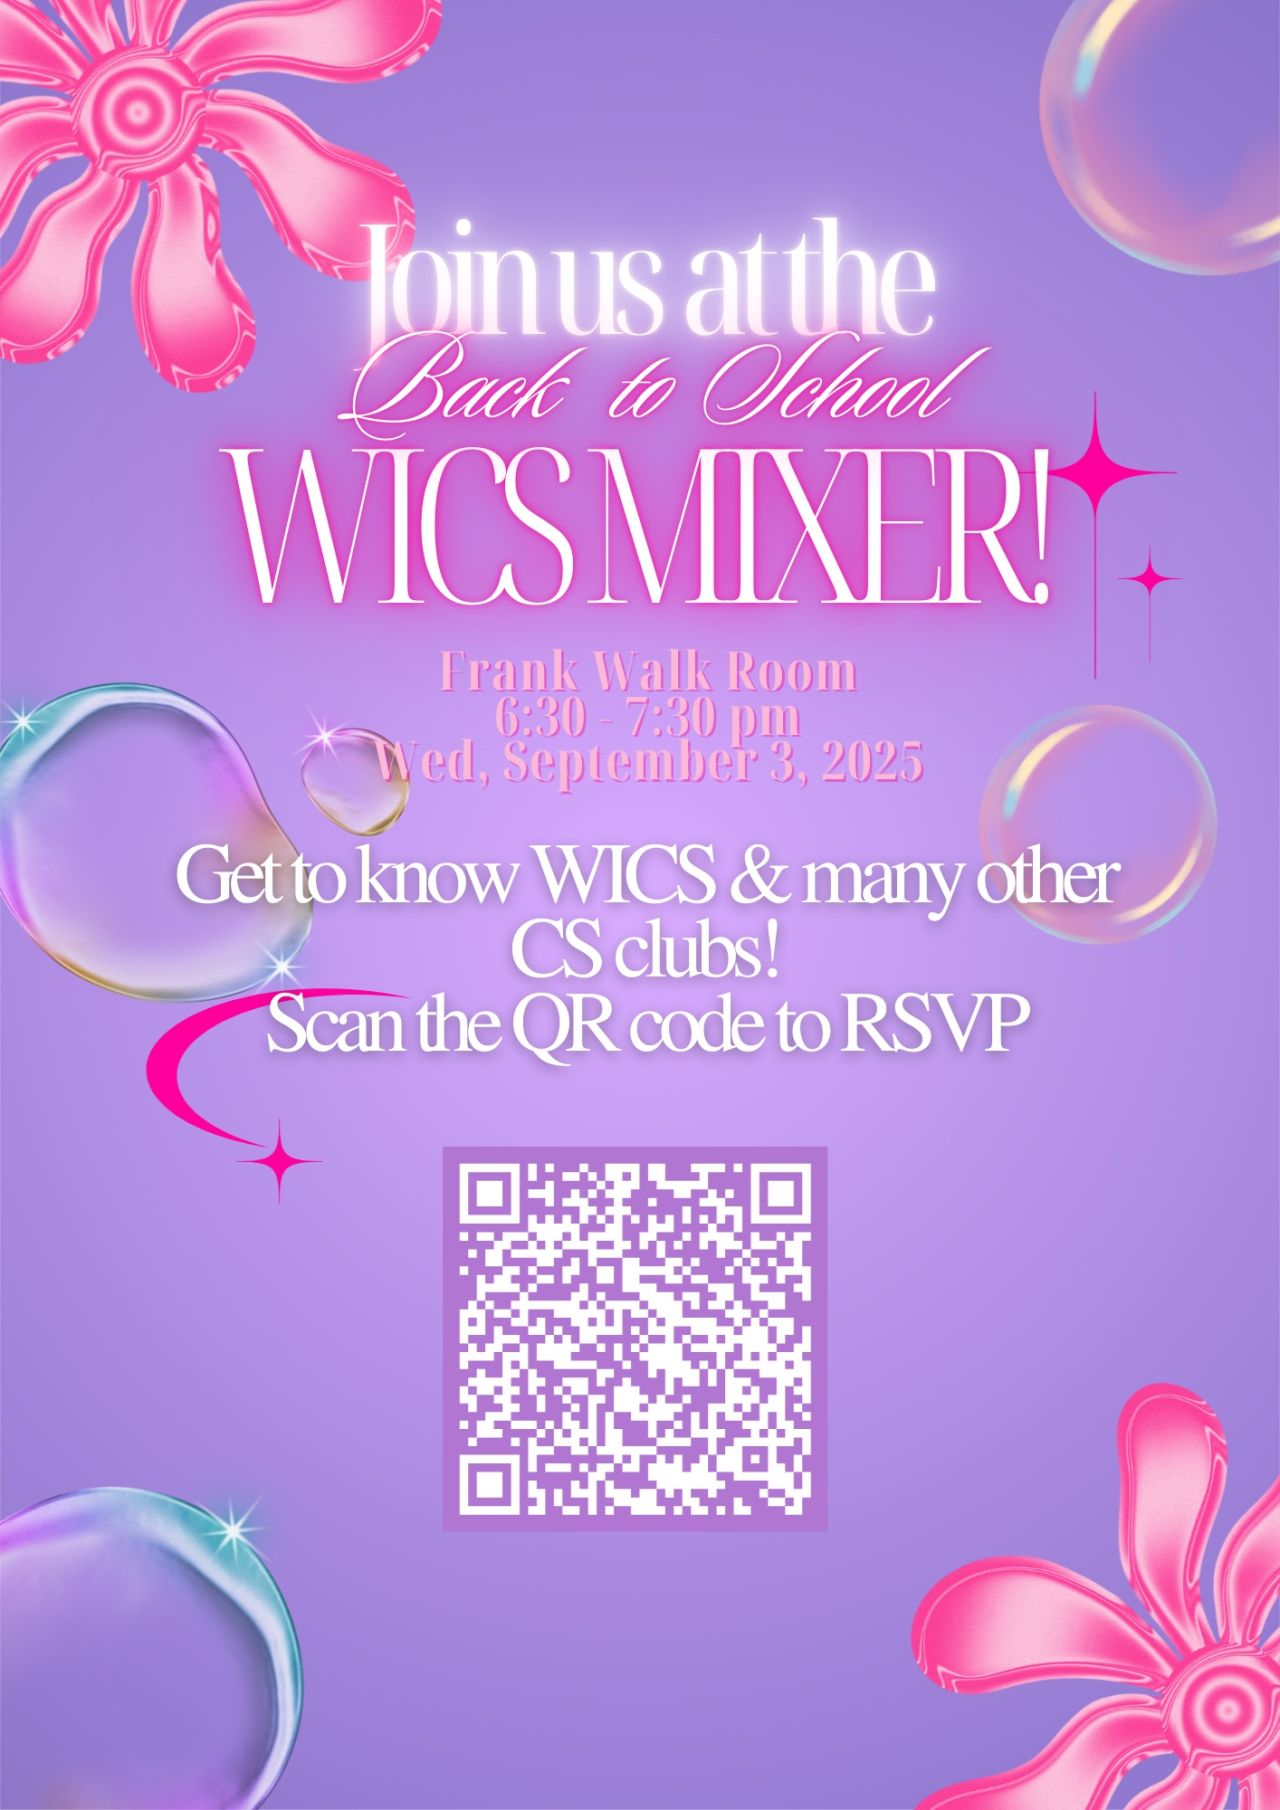 Join us at the
Back to School
WICS MIXER!
Frank Walk Room
6:30 - 7:30 pm
Wed, September 3, 2025
Get to know WICS & many other
CS clubs!
Scan the QR code to RSVP